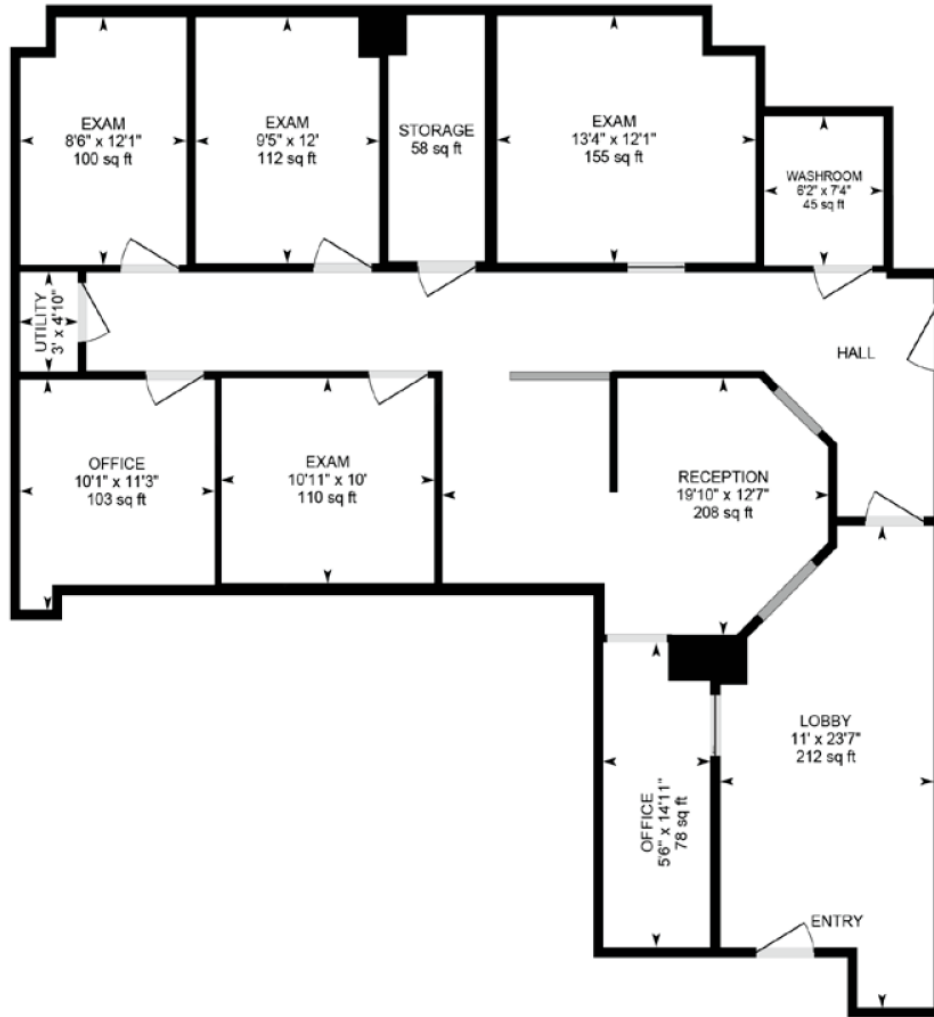 EXAM
8'6" x 12'1"
100 sq ft
EXAM
9'5" x 12'
112 sq ft
STORAGE
58 sq ft
EXAM
13'4" x 12'1"
155 sq ft
WASHROOM
6'2" x 7'4"
45 sq ft
UTILITY
3' x 4'10"
HALL
OFFICE
10'1" x 11'3"
103 sq ft
EXAM
10'11" x 10'
110 sq ft
RECEPTION
19'10" x 12'7"
208 sq ft
LOBBY
11' x 23'7"
212 sq ft
OFFICE
5'6" x 14'11"
78 sq ft
ENTRY